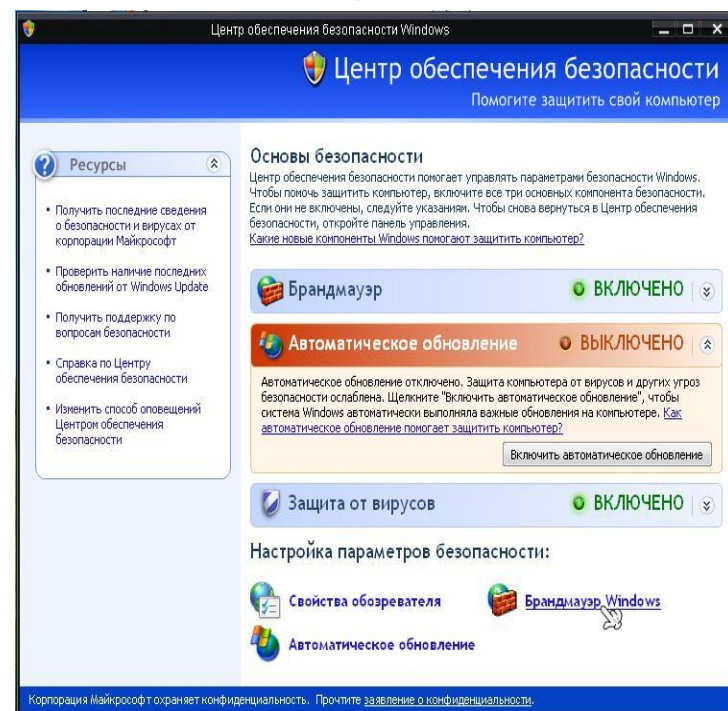 Центр обеспечения безопасности Windows
Центр обеспечения безопасности
Помогите защитить свой компьютер
Ресурсы
• Получить последние сведения
о безопасности и вирусах от
корпорации Майкрософт
• Проверить наличие последних
обновлений от Windows Update
• Получить поддержку по
вопросам безопасности
• Справка по Центру
обеспечения безопасности
• Изменить способ оповещений
Центром обеспечения
безопасности
Основы безопасности
Центр обеспечения безопасности помогает управлять параметрами безопасности Windows.
Чтобы помочь защитить компьютер, включите все три основных компонента безопасности.
Если они не включены, следуйте указаниям. Чтобы снова вернуться в Центр обеспечения
безопасности, откройте панель управления.
Какие новые компоненты Windows помогают защитить компьютер?
Брандмауэр ВКЛЮЧЕНО
Автоматическое обновление ВЫКЛЮЧЕНО
Автоматическое обновление отключено. Защита компьютера от вирусов и других угроз
безопасности ослаблена. Щелкните "Включить автоматическое обновление", чтобы
система Windows автоматически выполняла важные обновления на компьютере. Как
автоматическое обновление помогает защитить компьютер?
Включить автоматическое обновление
Защита от вирусов ВКЛЮЧЕНО
Настройка параметров безопасности:
Свойства обозревателя Брандмауэр Windows
Автоматическое обновление
Корпорация Майкрософт охраняет конфиденциальность. Прочтите заявление о конфиденциальности.